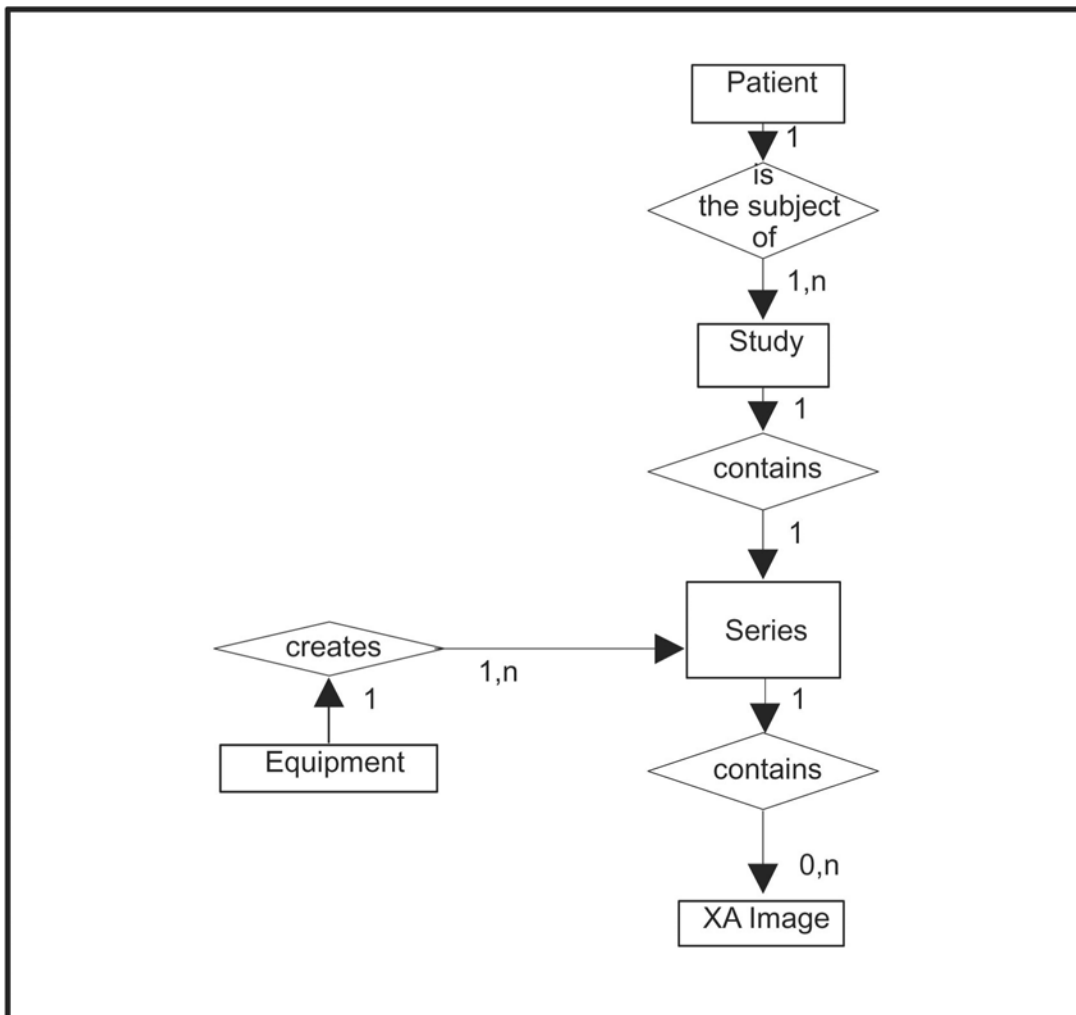 Patient
1
is
the subject
of
1,n
Study
1
contains
1
Series
creates
1,n
1
Equipment
1
contains
0,n
XA Image